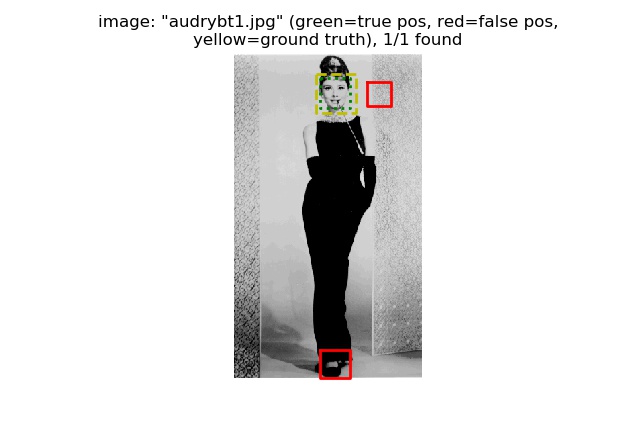 image: "audrybt1.jpg" (green=true pos, red=false pos,
yellow=ground truth), 1/1 found